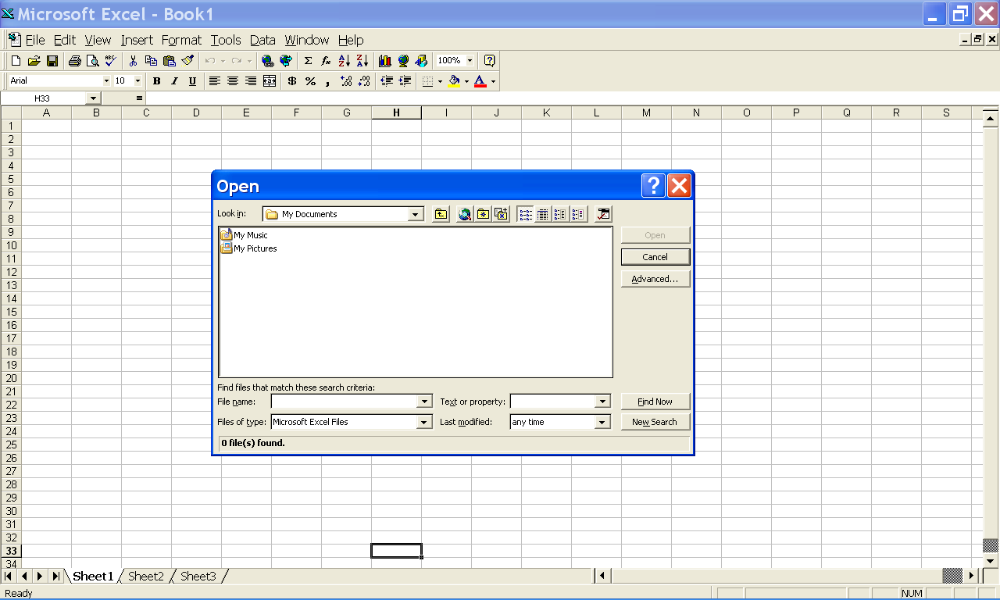 Microsoft Excel - Book1
File Edit View Insert Format Tools Data Window Help
100%
Arial 10 B I U $ % ,
H33 =
A B C D E F G H I J K L M N O P Q R S
1
2
3
4
5
6
7
8
9
10
11
12
13
14
15
16
17
18
19
20
21
22
23
24
25
26
27
28
29
30
31
32
33
34
Open
Look in: My Documents
My Music
My Pictures
Open
Cancel
Advanced...
Find files that match these search criteria:
File name: Text or property: Find Now
Files of type: Microsoft Excel Files Last modified: any time New Search
0 file(s) found.
Sheet1 Sheet2 Sheet3
Ready NUM